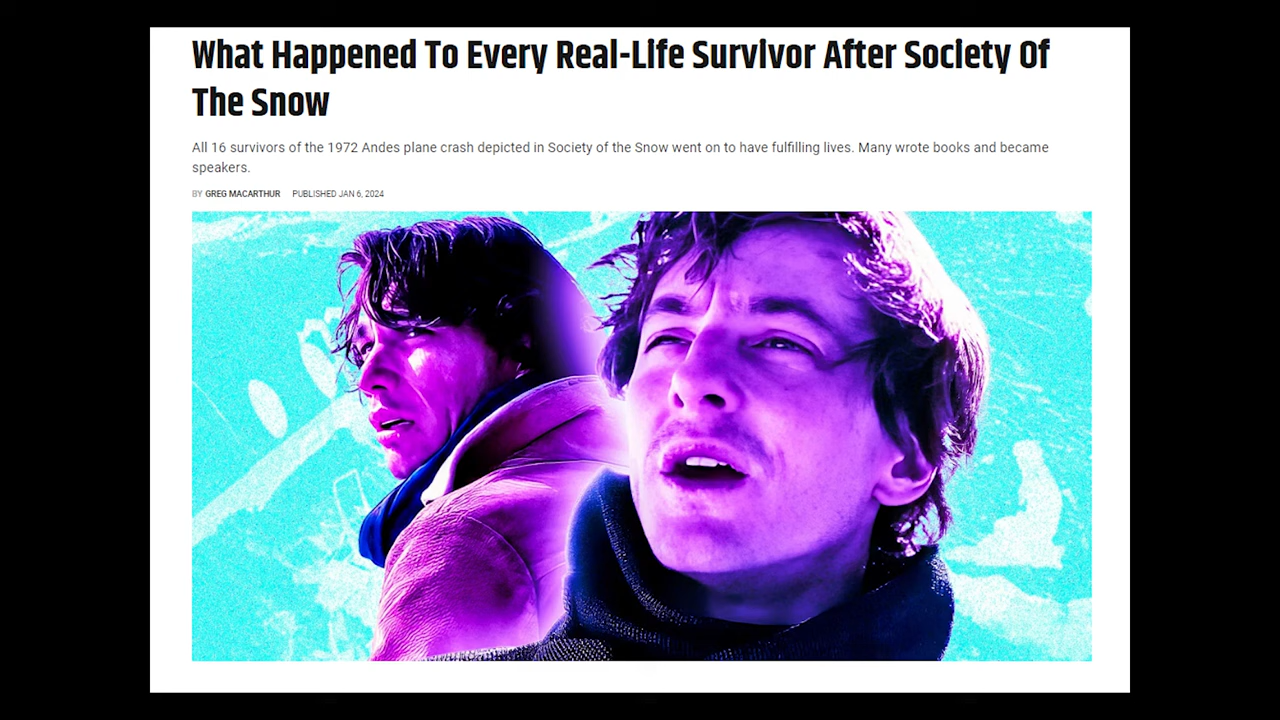 What Happened To Every Real-Life Survivor After Society Of
The Snow
All 16 survivors of the 1972 Andes plane crash depicted in Society of the Snow went on to have fulfilling lives. Many wrote books and became
speakers.
BY GREG MACARTHUR PUBLISHED JAN 6, 2024